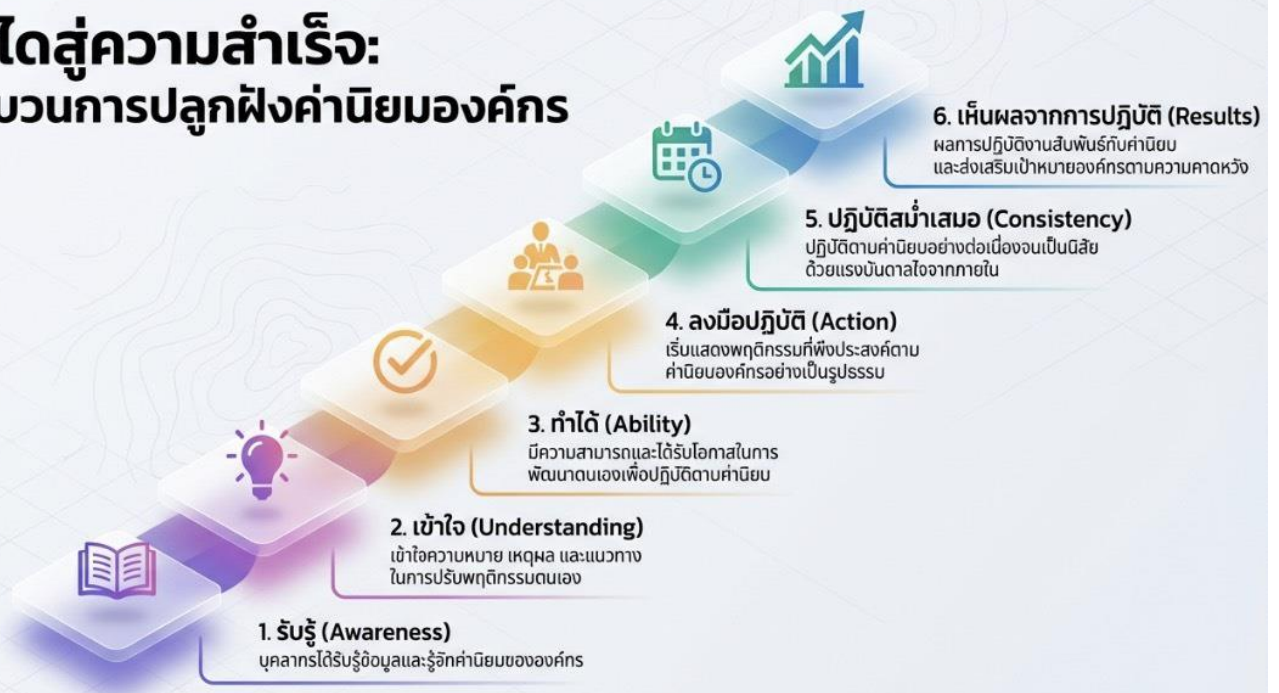 ไดสู่ความสำเร็จ:
บวนการปลูกฝังค่านิยมองค์กร
6. เห็นผลจากการปฏิบัติ (Results)
ผลการปฏิบัติงานสัมพันธ์กับค่านิยม
และส่งเสริมเป้าหมายองค์กรตามความคาดหวัง
5. ปฏิบัติสม่ำเสมอ (Consistency)
ปฏิบัติตามค่านิยมอย่างต่อเนื่องจนเป็นนิสัย
ด้วยแรงบันดาลใจจากภายใน
4. ลงมือปฏิบัติ (Action)
เริ่มแสดงพฤติกรรมที่พึงประสงค์ตาม
ค่านิยมองค์กรอย่างเป็นรูปธรรม
3. ทำได้ (Ability)
มีความสามารถและได้รับโอกาสในการ
พัฒนาตนเองเพื่อปฏิบัติตามค่านิยม
2. เข้าใจ (Understanding)
เข้าใจความหมาย เหตุผล และแนวทาง
ในการปรับพฤติกรรมตนเอง
1. รับรู้ (Awareness)
บุคลากรได้รับรู้ข้อมูลและรู้จักค่านิยมขององค์กร